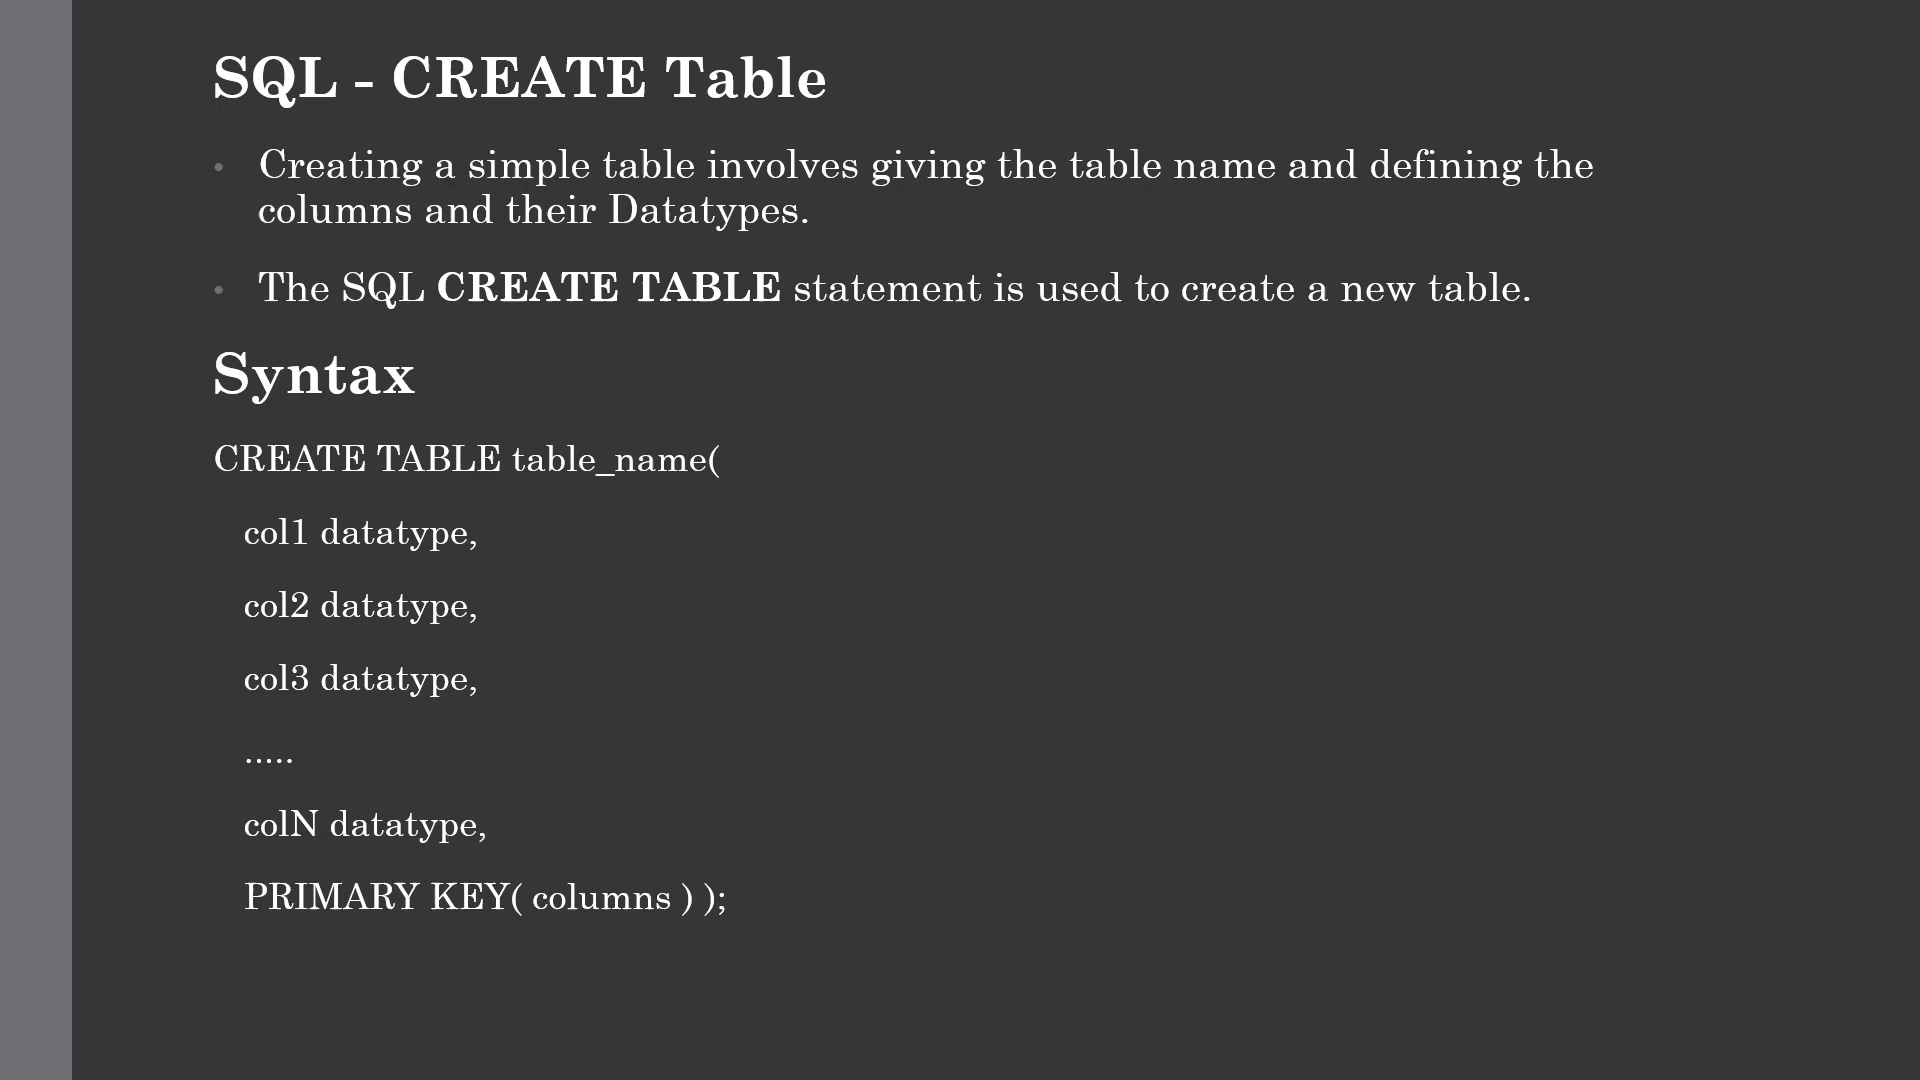 SQL - CREATE Table
• Creating a simple table involves giving the table name and defining the
columns and their Datatypes.
• The SQL CREATE TABLE statement is used to create a new table.
Syntax
CREATE TABLE table_name(
col1 datatype,
col2 datatype,
col3 datatype,
.....
colN datatype,
PRIMARY KEY( columns ) );